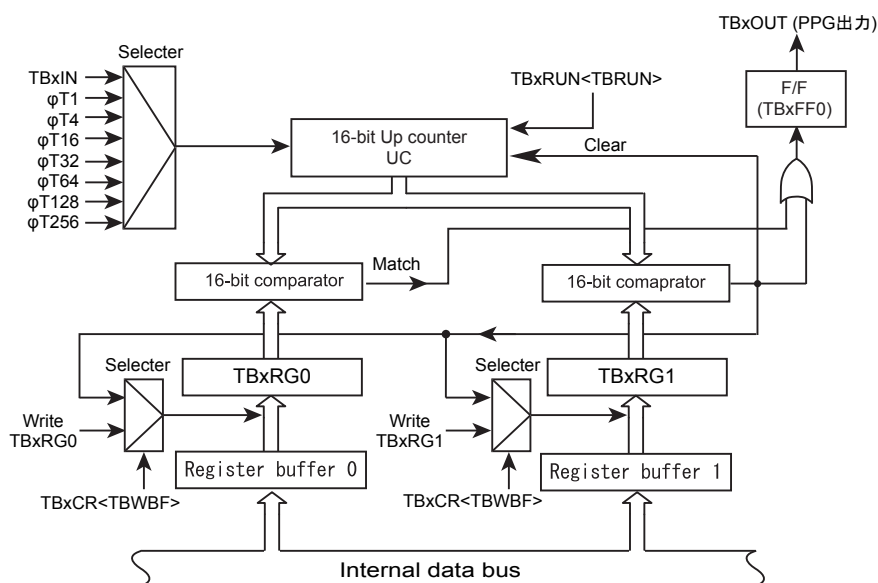 TBxOUT (PPG出力)
Selecter
TBxIN
φT1
φT4
φT16
φT32
φT64
φT128
φT256
TBxRUN<TBRUN>
F/F
(TBxFF0)
16-bit Up counter
UC
Clear
16-bit comparator
Match
16-bit comaprator
Selecter
TBxRG0
Selecter
TBxRG1
Write
TBxRG0
Write
TBxRG1
Register buffer 0
Register buffer 1
TBxCR<TBWBF>
TBxCR<TBWBF>
Internal data bus